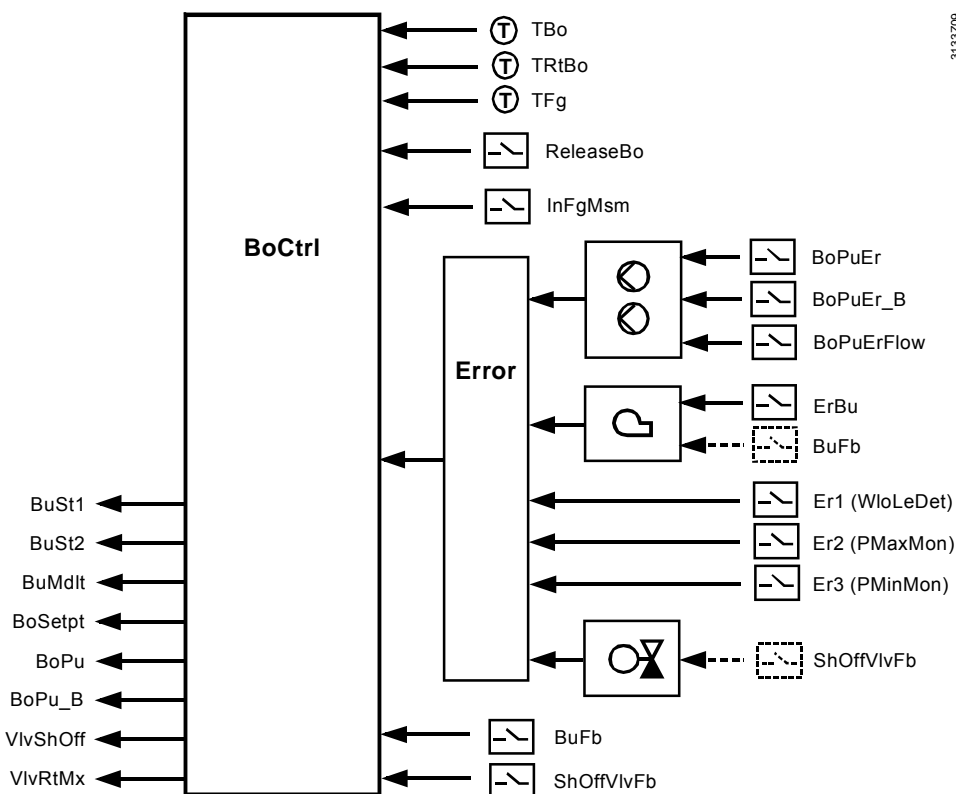 TBo
T
TRtBo
T
TFg
T
3133Z09
ReleaseBo
InFgMsm
BoCtrl
BoPuEr
BoPuEr_B
BoPuErFlow
Error
ErBu
BuFb
Er1 (WloLeDet)
Er2 (PMaxMon)
Er3 (PMinMon)
ShOffVlvFb
BuSt1
BuSt2
BuMdlt
BoSetpt
BoPu
BoPu_B
VlvShOff
VlvRtMx
BuFb
ShOffVlvFb